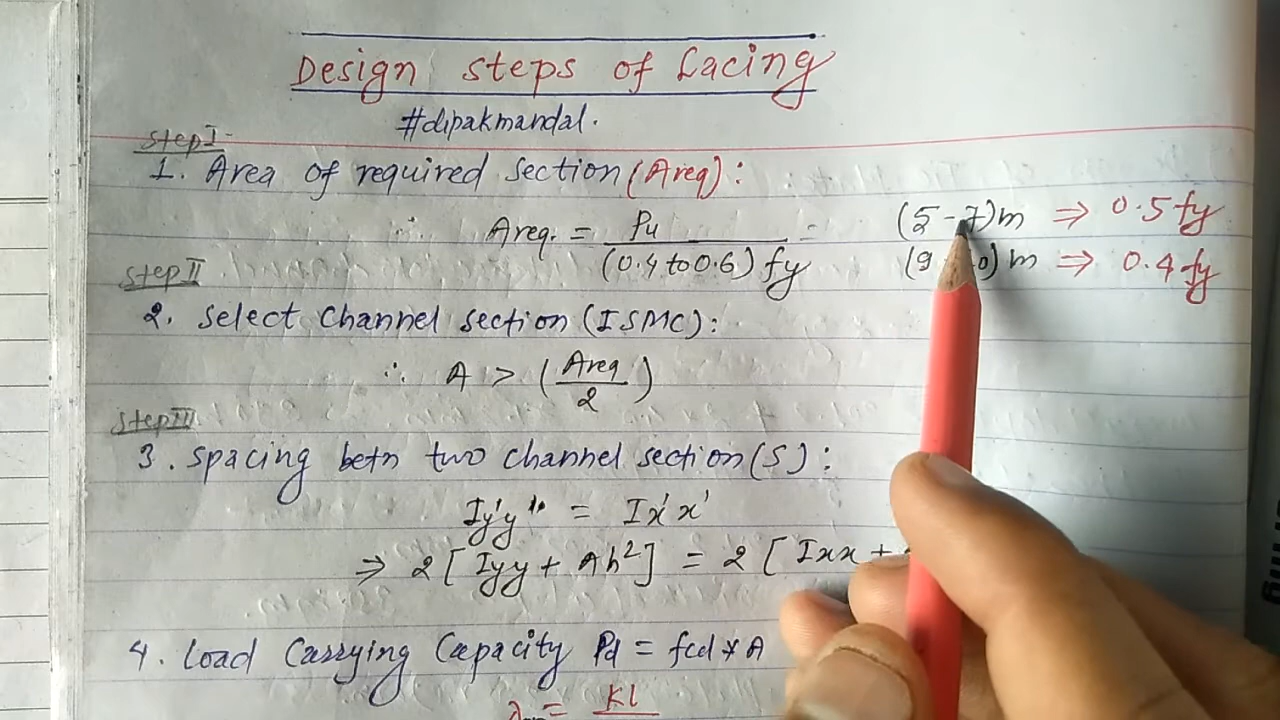 Design steps of Lacing
#dipakmandal.
Step I
1. Area of required section (Areq) :
∴ Areq. = Pu / (0.4 to 0.6) fy =
(5-7)m ⇒ 0.5 fy
(9 0) m ⇒ 0.4 fy
Step II
2. Select Channel section (ISMC) :
∴ A > (Areq / 2)
Step III
3. Spacing betn two channel section (S) :
Iy'y' = Ix'x'
⇒ 2 [ Iyy + Ah² ] = 2 [ Ixx +
4. Load Carrying Capacity Pd = fcd * A
= Kl